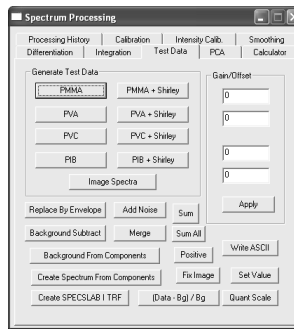 Spectrum Processing
Processing History Calibration Intensity Calib. Smoothing
Differentiation Integration Test Data PCA Calculator
Generate Test Data
PMMA PMMA + Shirley
PVA PVA + Shirley
PVC PVC + Shirley
PIB PIB + Shirley
Image Spectra
Gain/Offset
0
0
0
0
Apply
Replace By Envelope Add Noise Sum
Background Subtract Merge Sum All
Background From Components Positive Write ASCII
Create Spectrum From Components Fix Image Set Value
Create SPECSLAB I TRF (Data - Bg) / Bg Quant Scale